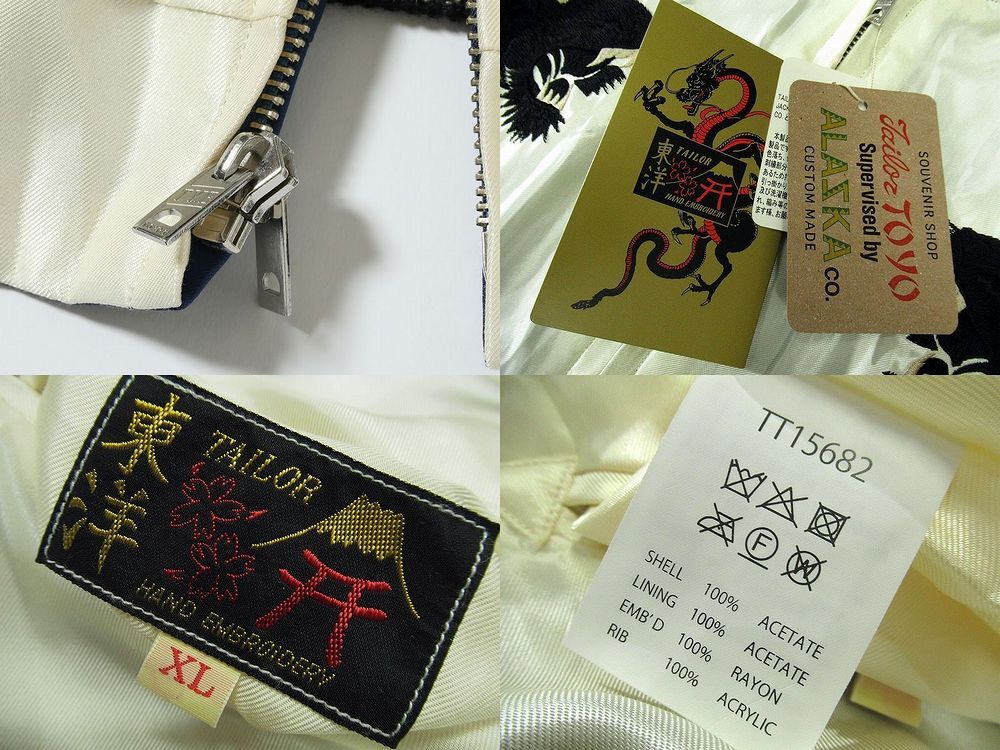 東洋
TAILOR
HAND EMBROIDERY
SOUVENIR SHOP
Tailor TOYO
Supervised by
ALASKA CO.
CUSTOM MADE
東洋
TAILOR
HAND EMBROIDERY
XL
TT15682
F
W
SHELL 100% ACETATE
LINING 100% ACETATE
EMB'D 100% RAYON
RIB 100% ACRYLIC